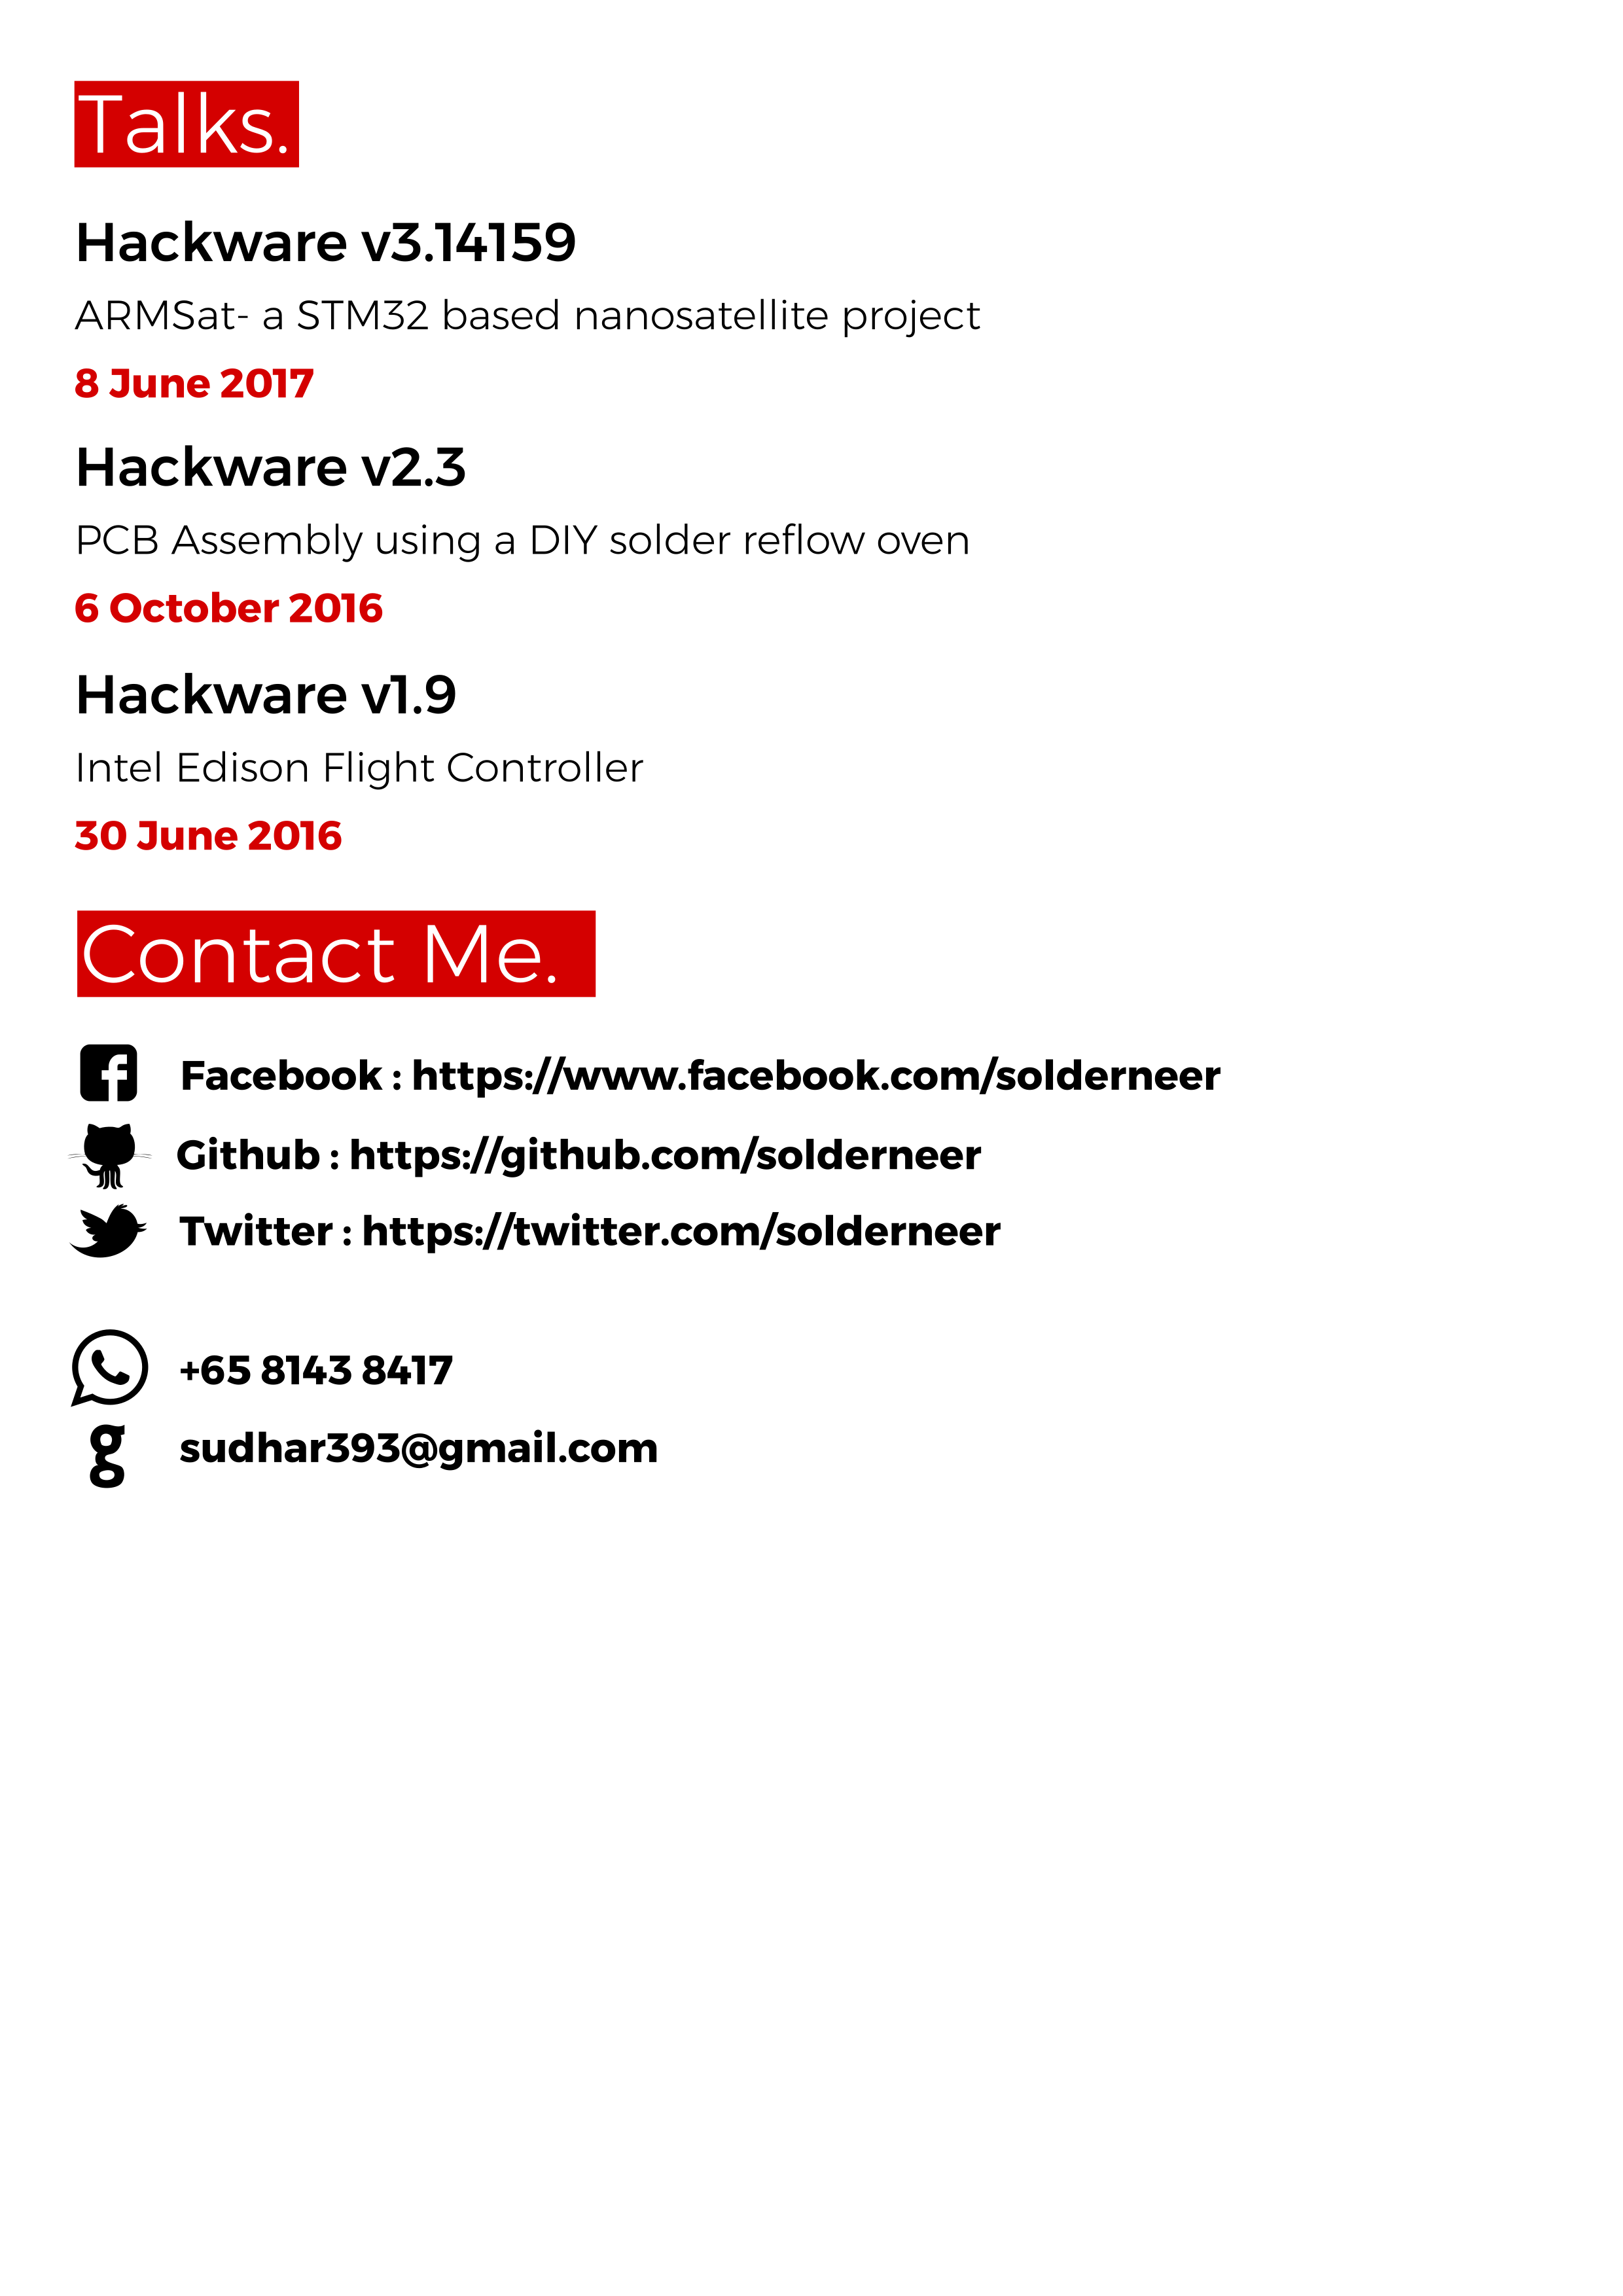 Talks.
Hackware v3.14159
ARMSat- a STM32 based nanosatellite project
8 June 2017
Hackware v2.3
PCB Assembly using a DIY solder reflow oven
6 October 2016
Hackware v1.9
Intel Edison Flight Controller
30 June 2016
Contact Me.
Facebook : https://www.facebook.com/solderneer
Github : https://github.com/solderneer
Twitter : https://twitter.com/solderneer
+65 8143 8417
g sudhar393@gmail.com